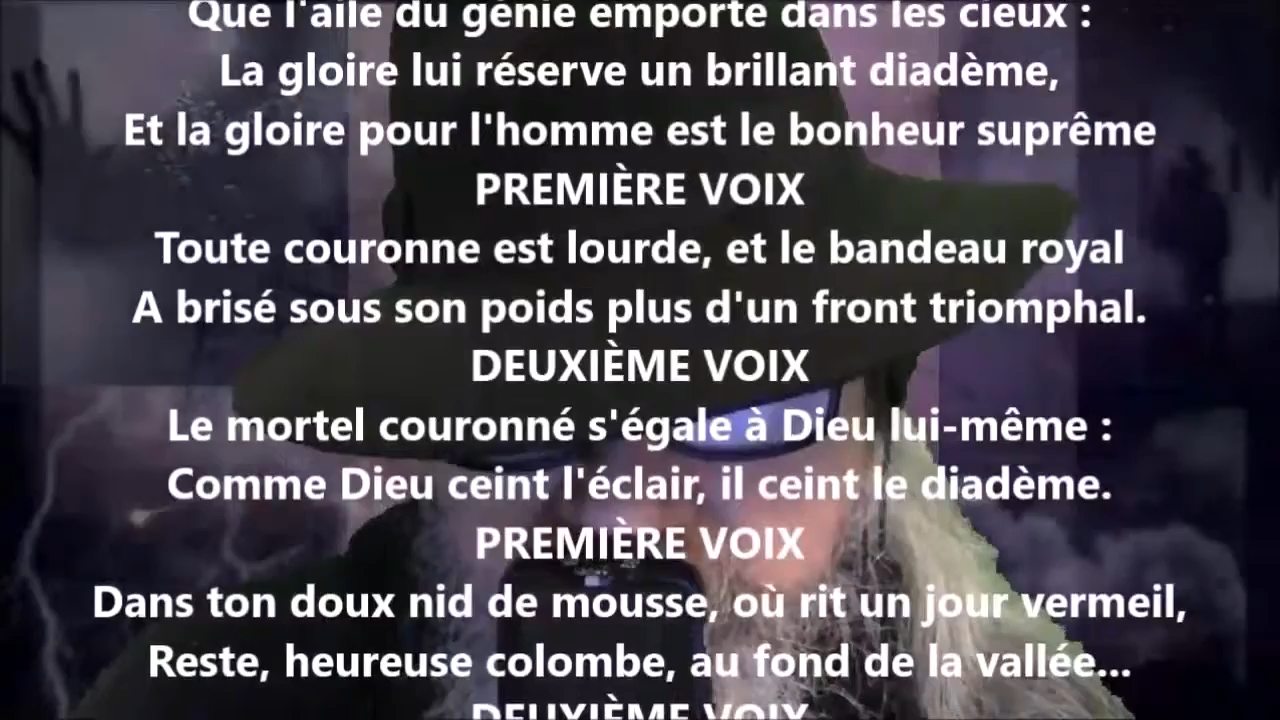 Que l'aile du génie emporte dans les cieux :
La gloire lui réserve un brillant diadème,
Et la gloire pour l'homme est le bonheur suprême
PREMIÈRE VOIX
Toute couronne est lourde, et le bandeau royal
A brisé sous son poids plus d'un front triomphal.
DEUXIÈME VOIX
Le mortel couronné s'égale à Dieu lui-même :
Comme Dieu ceint l'éclair, il ceint le diadème.
PREMIÈRE VOIX
Dans ton doux nid de mousse, où rit un jour vermeil,
Reste, heureuse colombe, au fond de la vallée...
DEUXIÈME VOIX